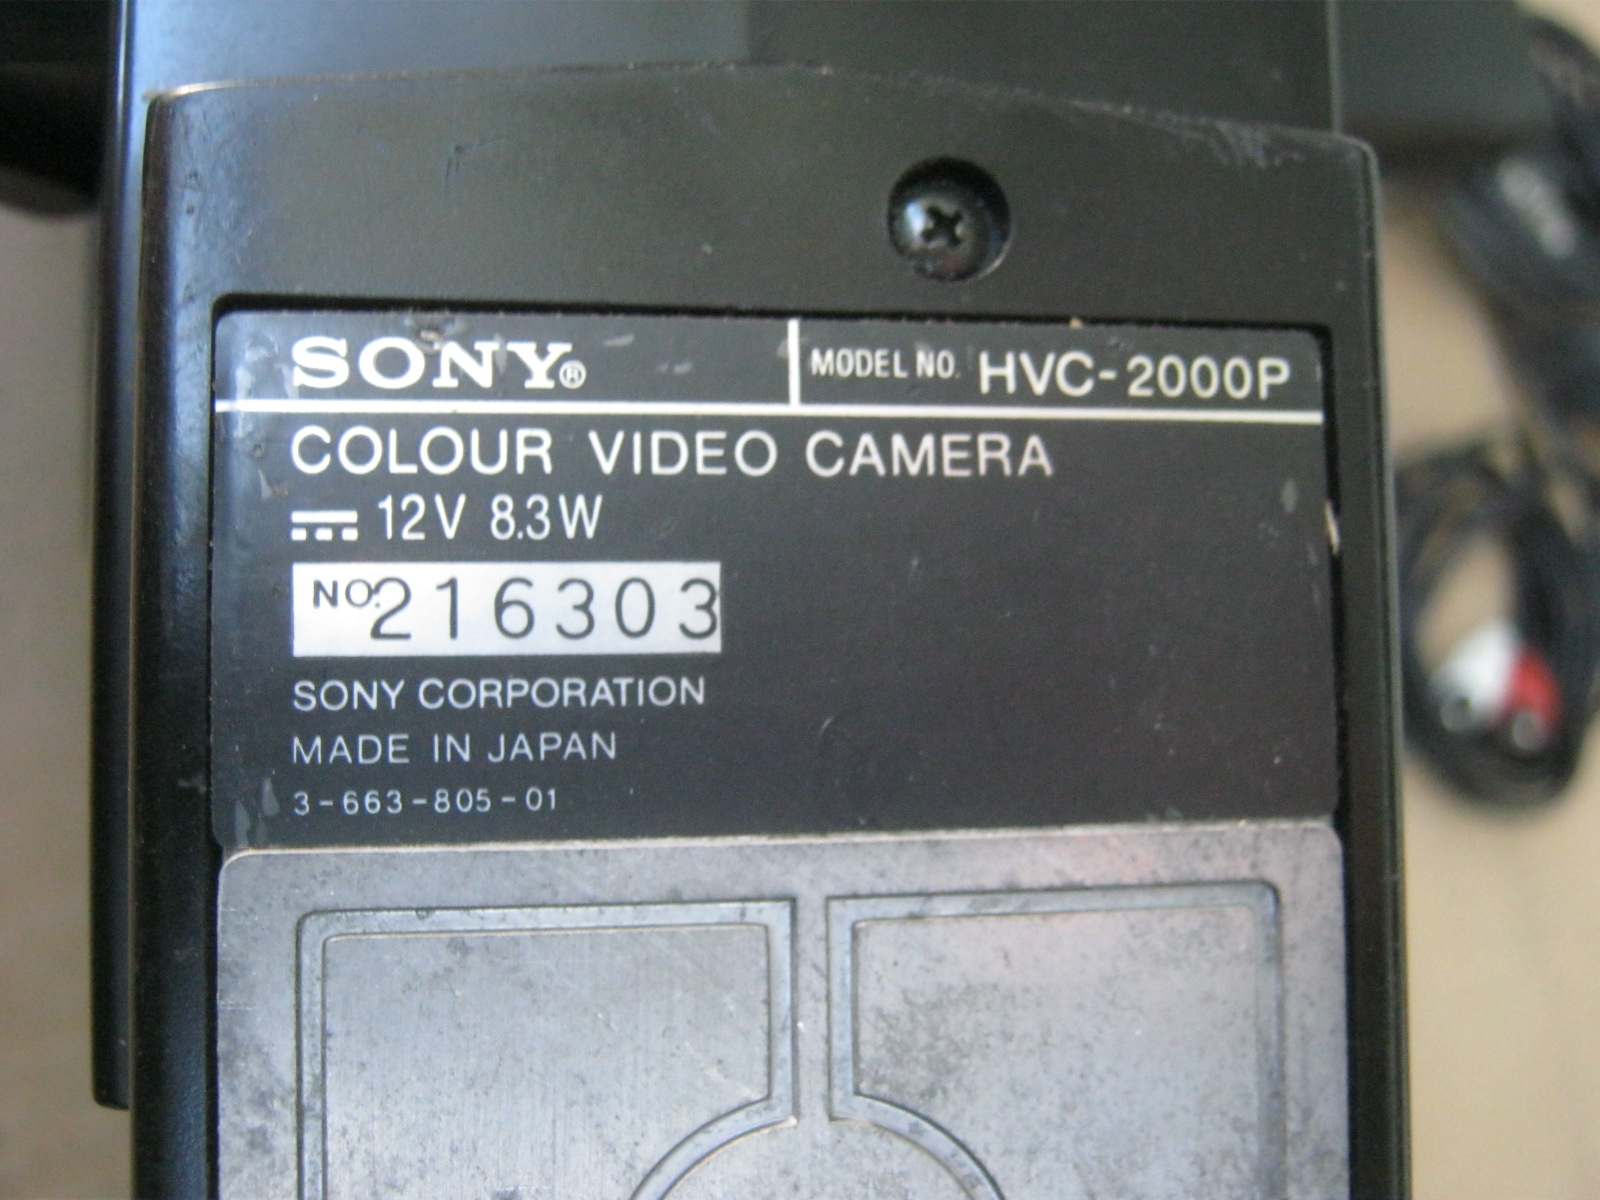 SONY® MODEL NO. HVC-2000P
COLOUR VIDEO CAMERA
12V 8.3W
NO. 216303
SONY CORPORATION
MADE IN JAPAN
3-663-805-01